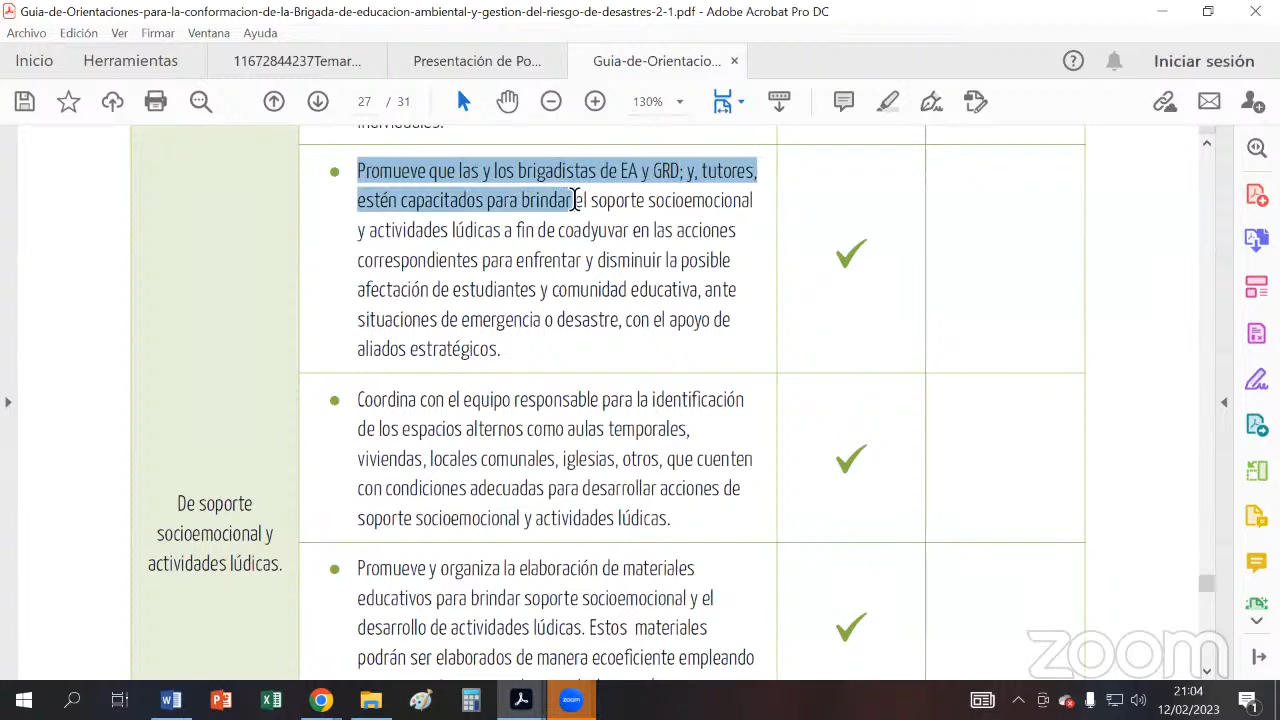 Guia-de-Orientaciones-para-la-conformacion-de-la-Brigada-de-educacion-ambiental-y-gestion-del-riesgo-de-desastres-2-1.pdf - Adobe Acrobat Pro DC
Archivo Edición Ver Firmar Ventana Ayuda
Inicio Herramientas 11672844237Temar... Presentación de Po... Guia-de-Orientacio... × Iniciar sesión
27 / 31 130%
individuales.
Promueve que las y los brigadistas de EA y GRD; y, tutores,
estén capacitados para brindar el soporte socioemocional
y actividades lúdicas a fin de coadyuvar en las acciones
correspondientes para enfrentar y disminuir la posible
afectación de estudiantes y comunidad educativa, ante
situaciones de emergencia o desastre, con el apoyo de
aliados estratégicos.
Coordina con el equipo responsable para la identificación
de los espacios alternos como aulas temporales,
viviendas, locales comunales, iglesias, otros, que cuenten
con condiciones adecuadas para desarrollar acciones de
soporte socioemocional y actividades lúdicas.
De soporte
socioemocional y
actividades lúdicas.
Promueve y organiza la elaboración de materiales
educativos para brindar soporte socioemocional y el
desarrollo de actividades lúdicas. Estos materiales
podrán ser elaborados de manera ecoeficiente empleando
zoom
zoom
21:04
12/02/2023
1